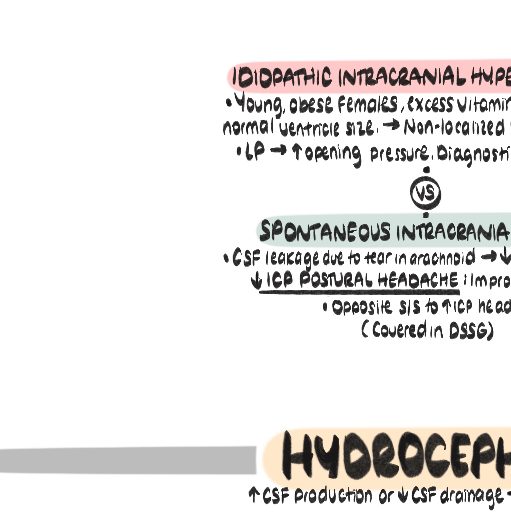 IDIOPATHIC INTRACRANIAL HYPE
• Young, obese females, excess vitamin
normal ventricle size. → Non-localized
• LP → ↑ opening pressure. Diagnosti
VS
SPONTANEOUS INTRACRANIA
• CSF leakage due to tear in arachnoid → ↓
↓ ICP POSTURAL HEADACHE : Impro
• Opposite s/s to ↑ ICP head
(Covered in DSSG)
HYDROCEPH
↑ CSF production or ↓ CSF drainage →